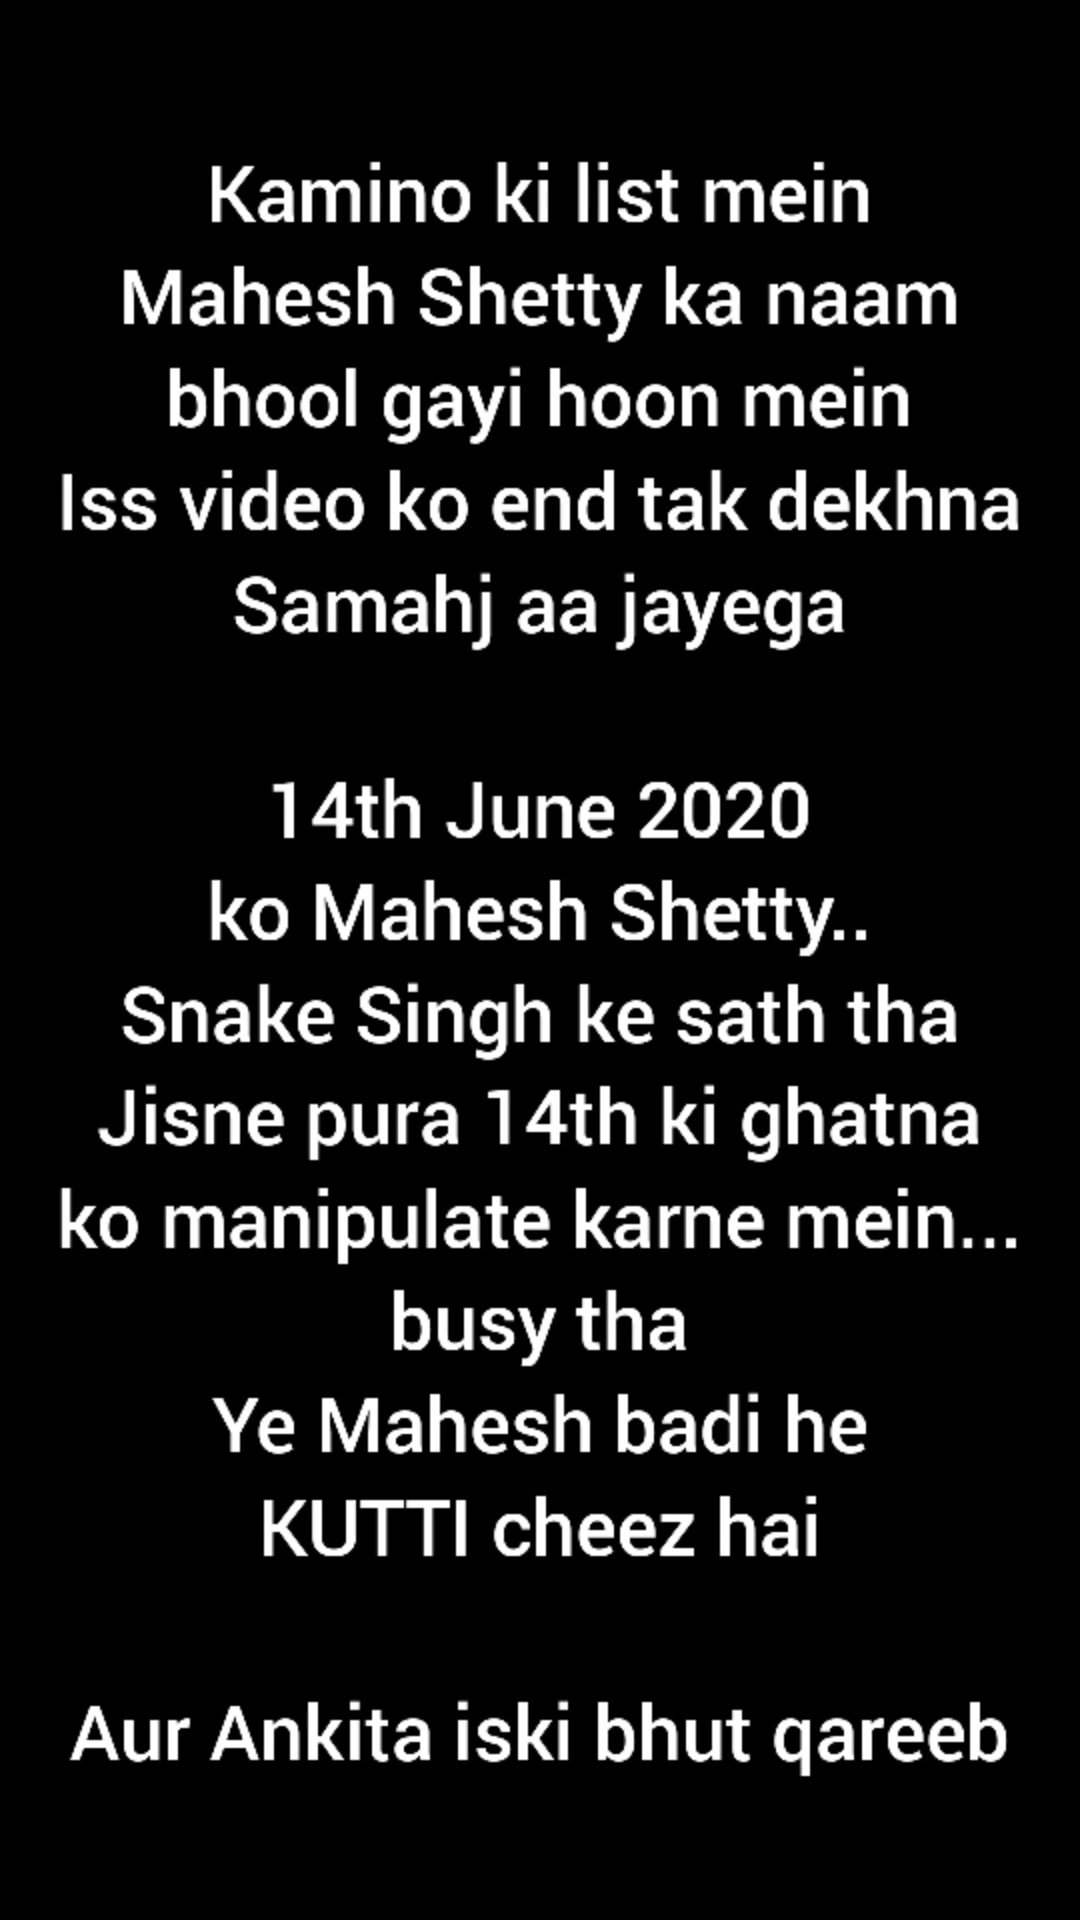 Kamino ki list mein
Mahesh Shetty ka naam
bhool gayi hoon mein
Iss video ko end tak dekhna
Samahj aa jayega
14th June 2020
ko Mahesh Shetty..
Snake Singh ke sath tha
Jisne pura 14th ki ghatna
ko manipulate karne mein...
busy tha
Ye Mahesh badi he
KUTTI cheez hai
Aur Ankita iski bhut qareeb